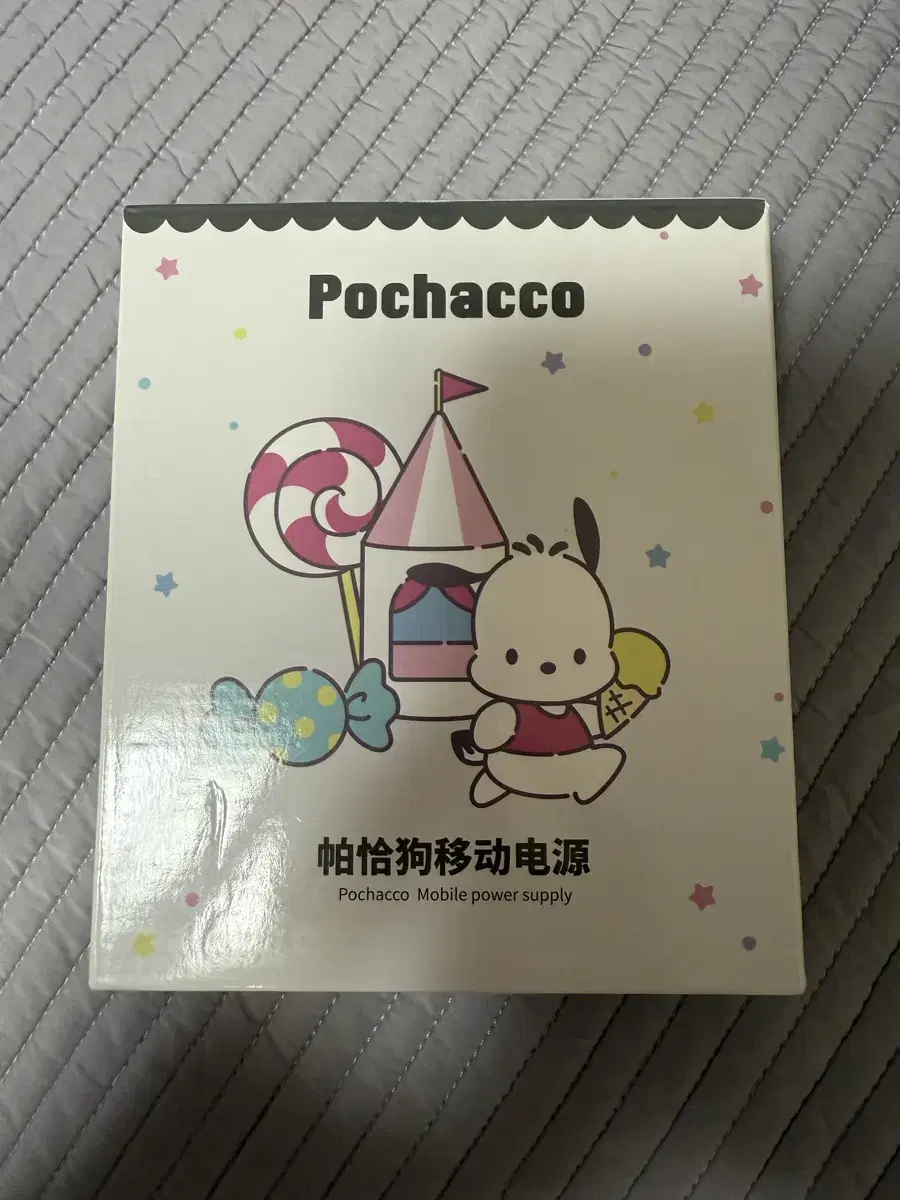 Pochacco
帕恰狗移动电源
Pochacco Mobile power supply